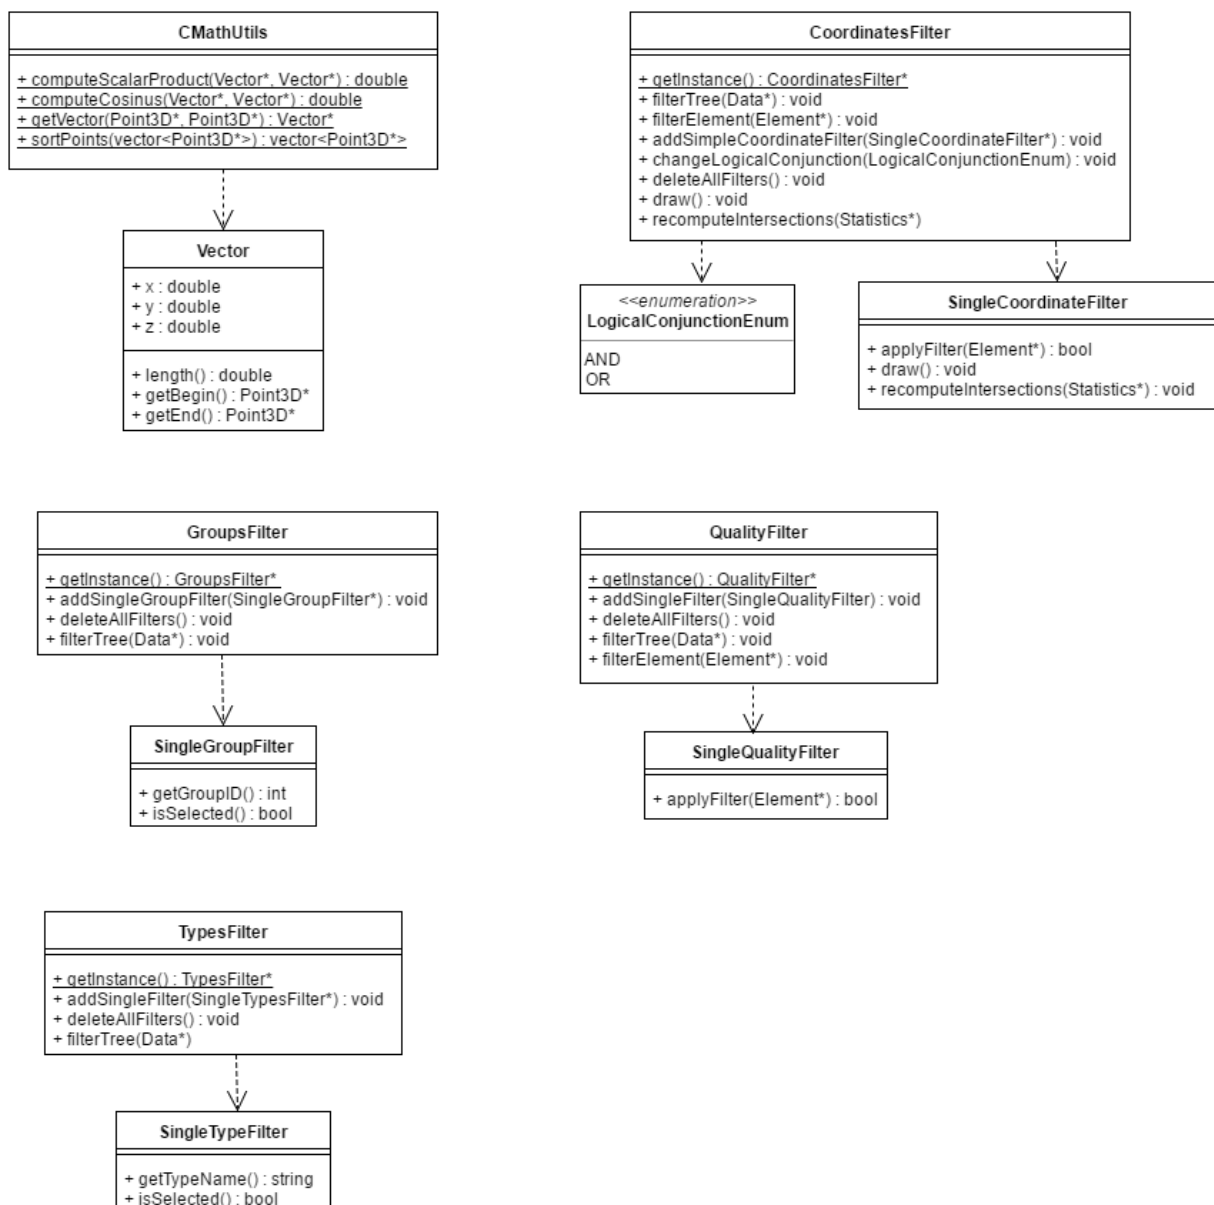 CMathUtils
+ computeScalarProduct(Vector*, Vector*) : double
+ computeCosinus(Vector*, Vector*) : double
+ getVector(Point3D*, Point3D*) : Vector*
+ sortPoints(vector<Point3D*>) : vector<Point3D*>
Vector
+ x : double
+ y : double
+ z : double
+ length() : double
+ getBegin() : Point3D*
+ getEnd() : Point3D*
CoordinatesFilter
+ getInstance() : CoordinatesFilter*
+ filterTree(Data*) : void
+ filterElement(Element*) : void
+ addSimpleCoordinateFilter(SingleCoordinateFilter*) : void
+ changeLogicalConjunction(LogicalConjunctionEnum) : void
+ deleteAllFilters() : void
+ draw() : void
+ recomputeIntersections(Statistics*)
<<enumeration>>
LogicalConjunctionEnum
AND
OR
SingleCoordinateFilter
+ applyFilter(Element*) : bool
+ draw() : void
+ recomputeIntersections(Statistics*) : void
GroupsFilter
+ getInstance() : GroupsFilter*
+ addSingleGroupFilter(SingleGroupFilter*) : void
+ deleteAllFilters() : void
+ filterTree(Data*) : void
SingleGroupFilter
+ getGroupID() : int
+ isSelected() : bool
QualityFilter
+ getInstance() : QualityFilter*
+ addSingleFilter(SingleQualityFilter) : void
+ deleteAllFilters() : void
+ filterTree(Data*) : void
+ filterElement(Element*) : void
SingleQualityFilter
+ applyFilter(Element*) : bool
TypesFilter
+ getInstance() : TypesFilter*
+ addSingleFilter(SingleTypesFilter*) : void
+ deleteAllFilters() : void
+ filterTree(Data*)
SingleTypeFilter
+ getTypeName() : string
+ isSelected() : bool